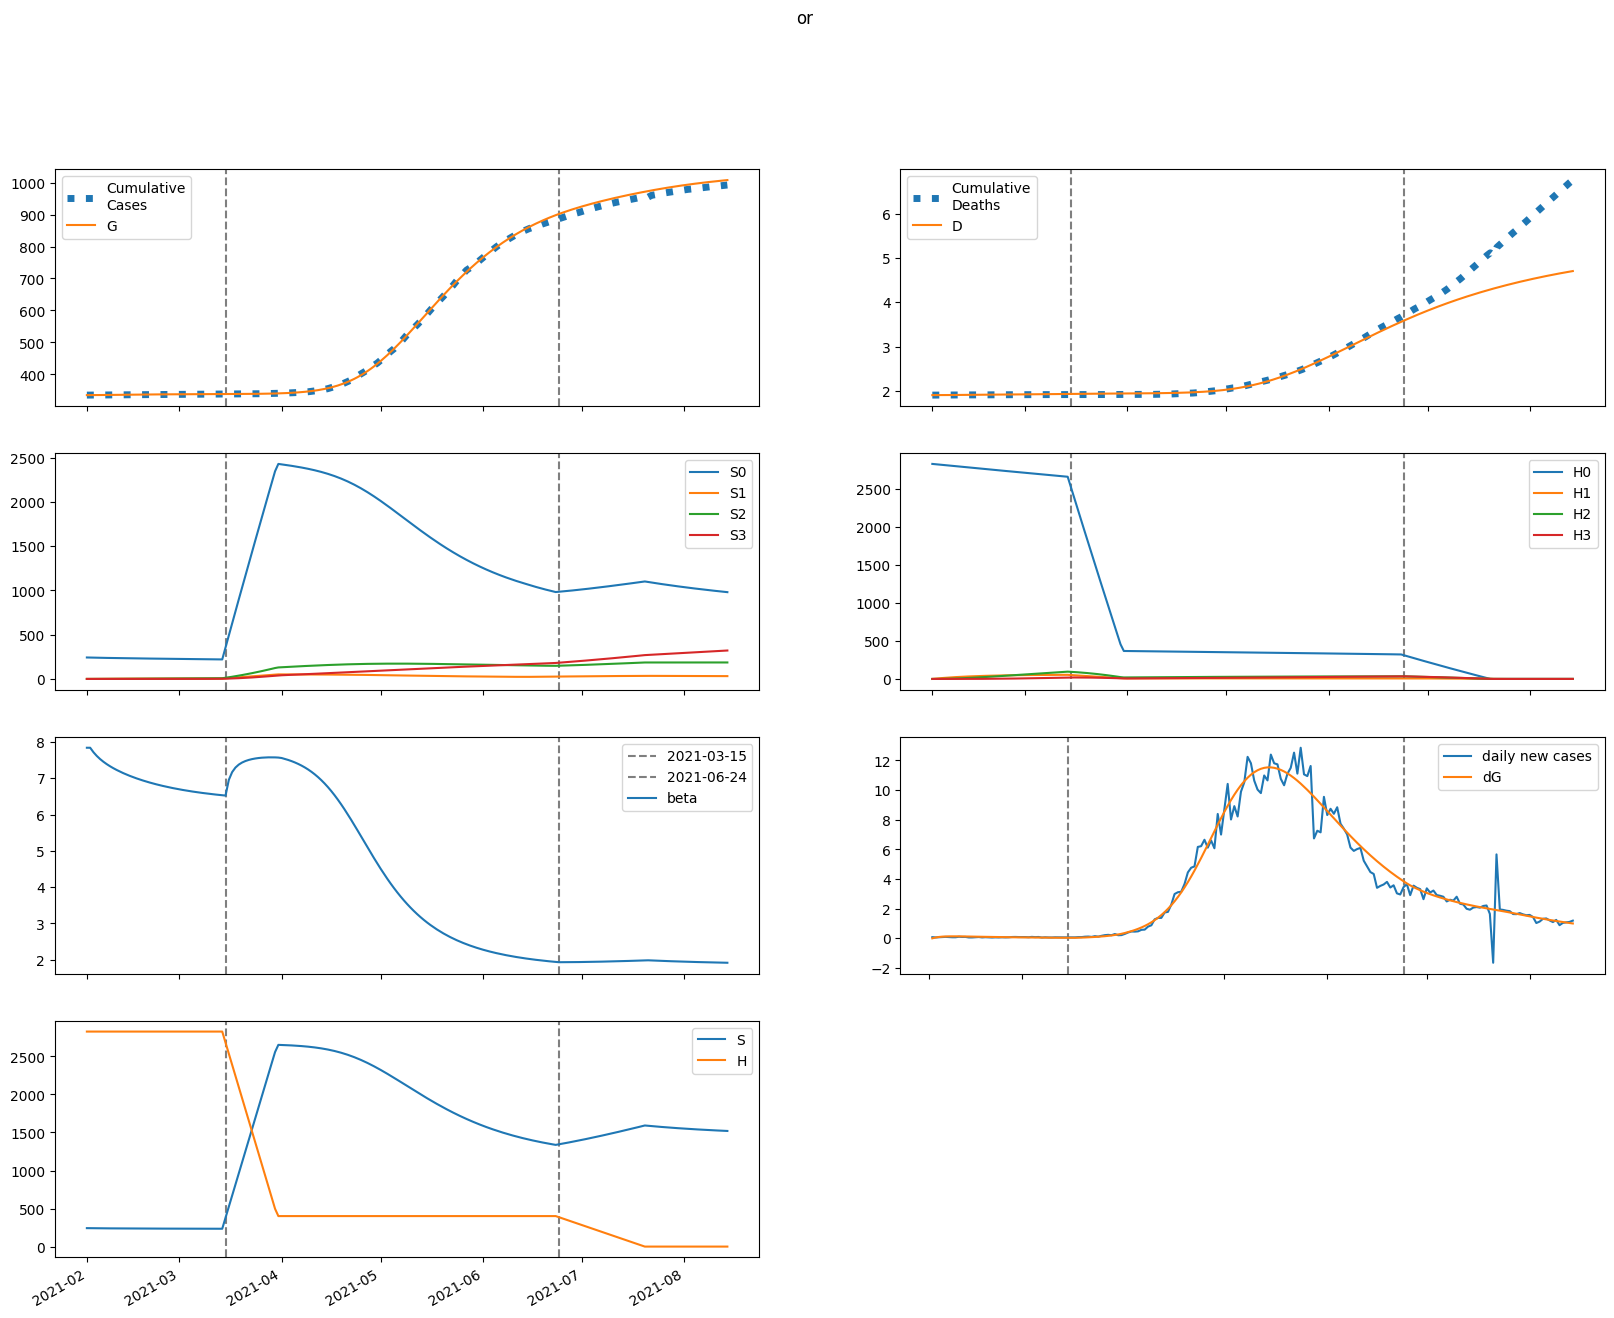 or
1000
900
800
700
600
500
400
Cumulative
Cases
G
6
5
4
3
2
Cumulative
Deaths
D
2500
2000
1500
1000
500
0
S0
S1
S2
S3
2500
2000
1500
1000
500
0
H0
H1
H2
H3
8
7
6
5
4
3
2
2021-03-15
2021-06-24
beta
12
10
8
6
4
2
0
−2
daily new cases
dG
2500
2000
1500
1000
500
0
S
H
2021-02
2021-03
2021-04
2021-05
2021-06
2021-07
2021-08